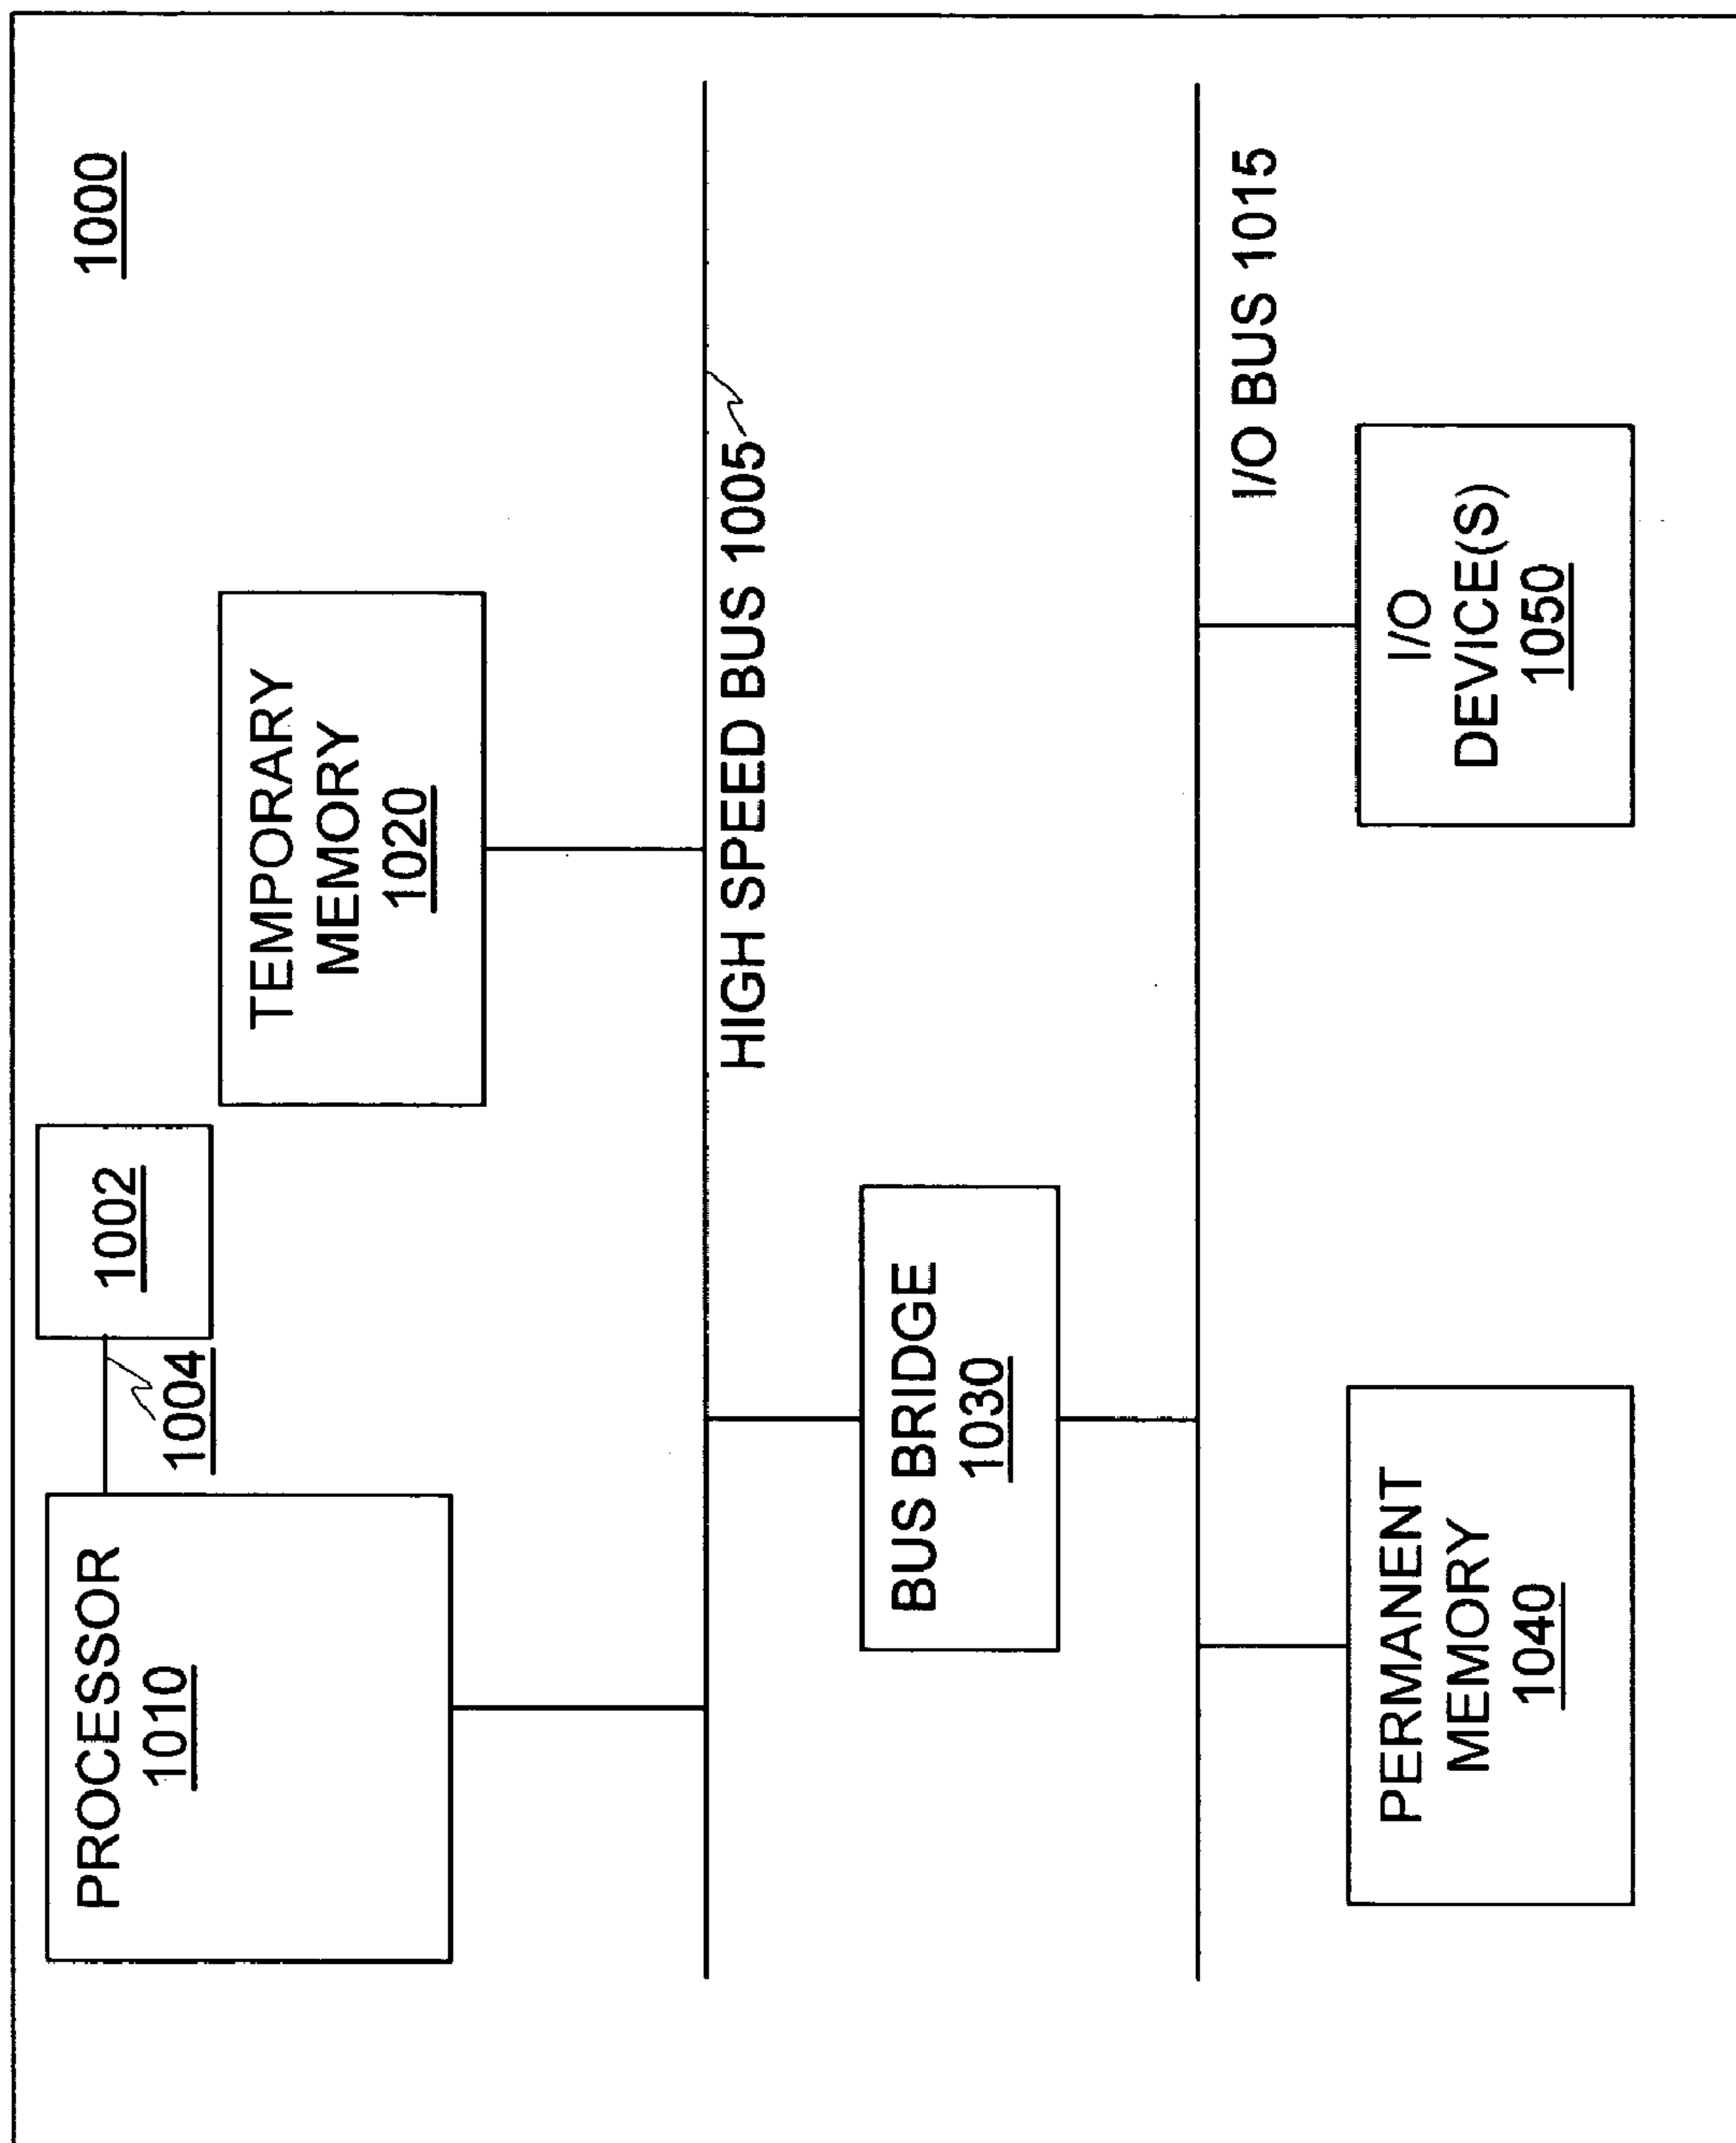 1000
PROCESSOR
1010
1004
1002
TEMPORARY
MEMORY
1020
HIGH SPEED BUS 1005
BUS BRIDGE
1030
I/O BUS 1015
PERMANENT
MEMORY
1040
I/O
DEVICE(S)
1050